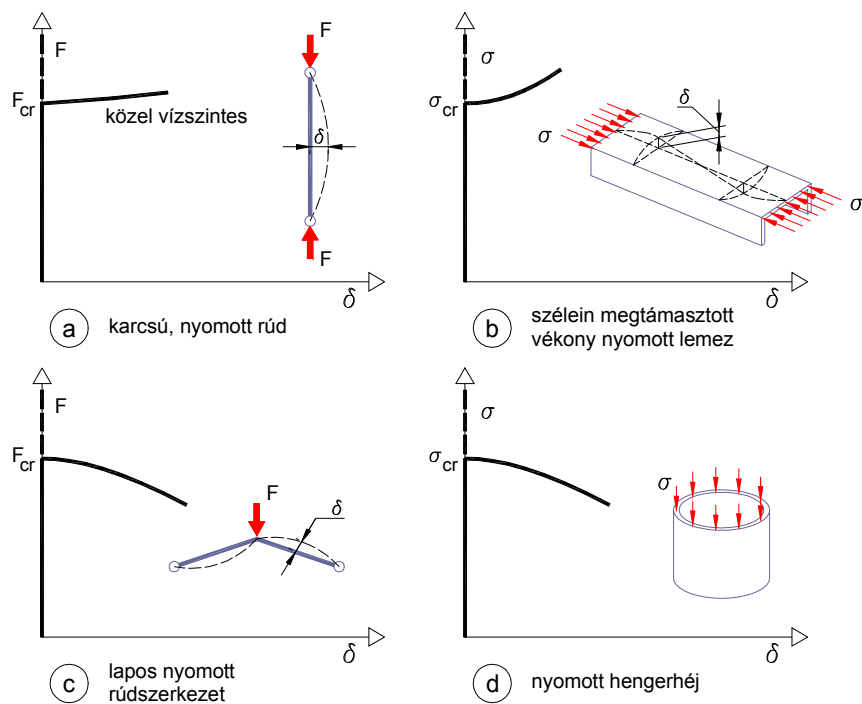 F
F
Fcr
közel vízszintes
δ
F
δ
a
karcsú, nyomott rúd
σ
σcr
δ
σ
σ
δ
b
szélein megtámasztott
vékony nyomott lemez
F
Fcr
F
δ
δ
c
lapos nyomott
rúdszerkezet
σ
σcr
σ
δ
d
nyomott hengerhéj